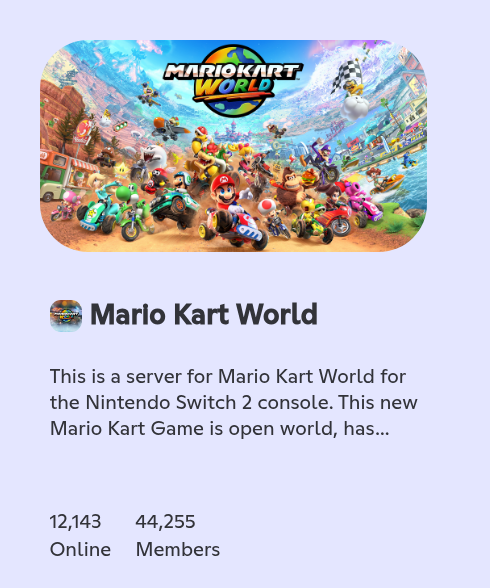 MARIOKART
WORLD
Mario Kart World
This is a server for Mario Kart World for
the Nintendo Switch 2 console. This new
Mario Kart Game is open world, has...
12,143 44,255
Online Members